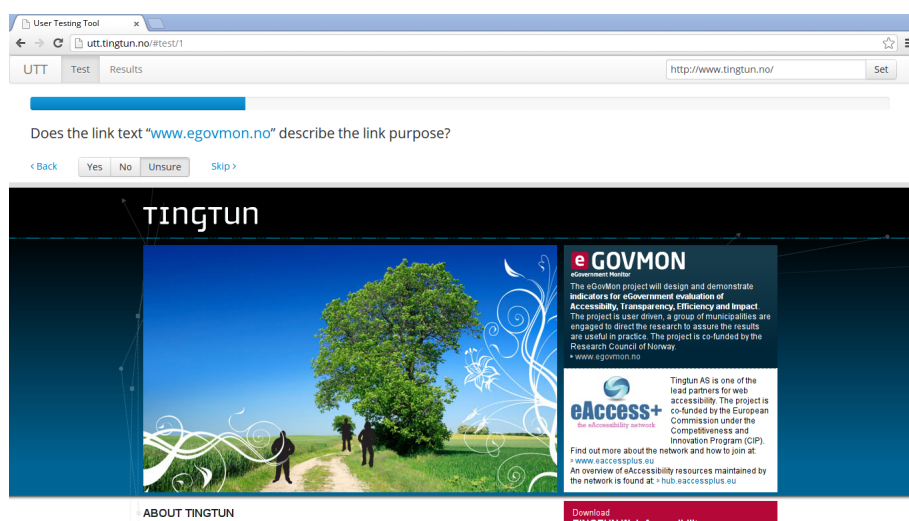 User Testing Tool
utt.tingtun.no/#test/1
UTT Test Results http://www.tingtun.no/ Set
Does the link text “www.egovmon.no” describe the link purpose?
‹ Back Yes No Unsure Skip ›
TINGTUN
e GOVMON
eGovernment Monitor
The eGovMon project will design and demonstrate
indicators for eGovernment evaluation of
Accessibilty, Transparency, Efficiency and Impact.
The project is user driven, a group of municipalities are
engaged to direct the research to assure the results
are useful in practice. The project is co-funded by the
Research Council of Norway.
www.egovmon.no
eAccess+
the eAccessibility network
Tingtun AS is one of the
lead partners for web
accessibility. The project is
co-funded by the European
Commission under the
Competitiveness and
Innovation Program (CIP).
Find out more about the network and how to join at:
www.eaccessplus.eu
An overview of eAccessibility resources maintained by
the network is found at: hub.eaccessplus.eu
ABOUT TINGTUN
Download